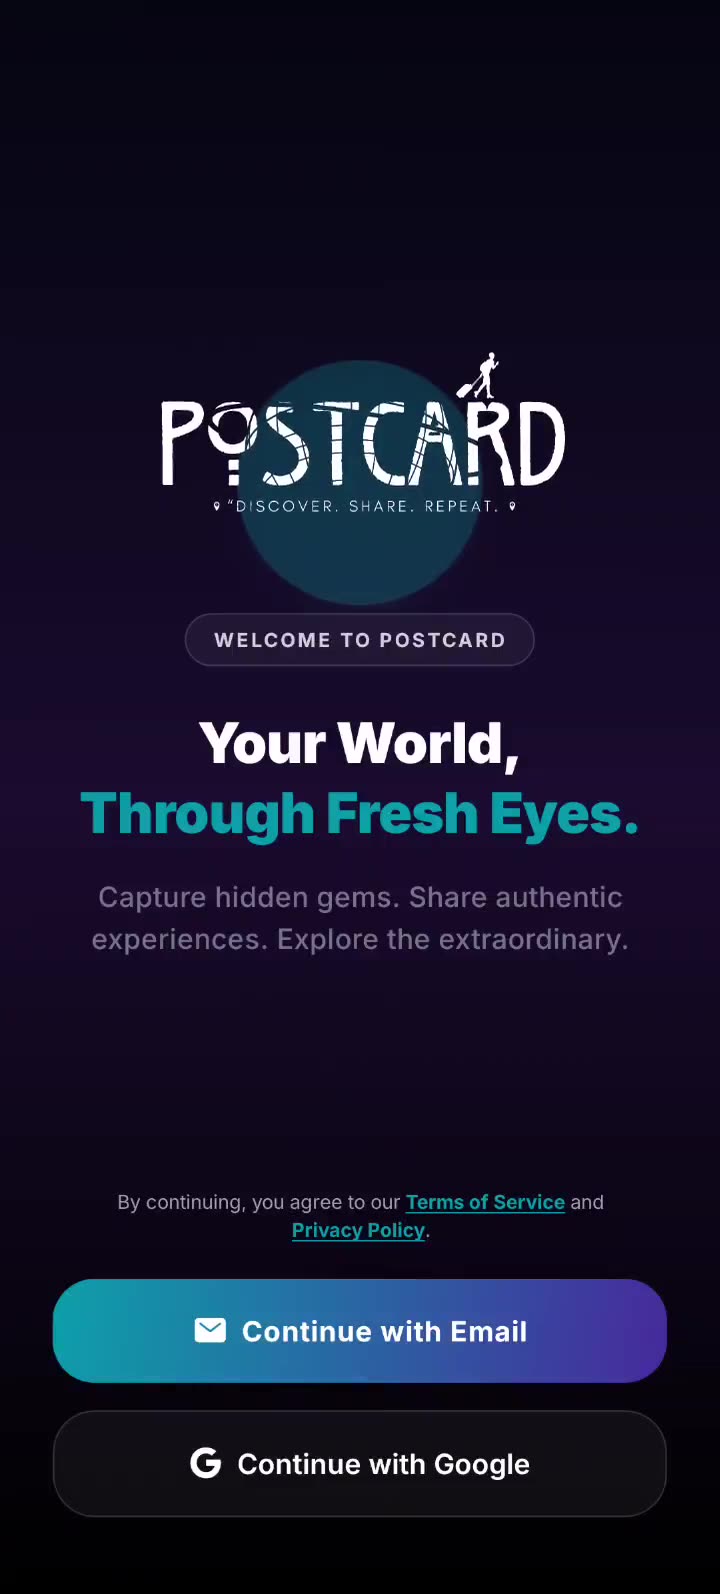 POSTCARD
“DISCOVER. SHARE. REPEAT.
WELCOME TO POSTCARD
Your World,
Through Fresh Eyes.
Capture hidden gems. Share authentic
experiences. Explore the extraordinary.
By continuing, you agree to our Terms of Service and
Privacy Policy.
Continue with Email
G Continue with Google